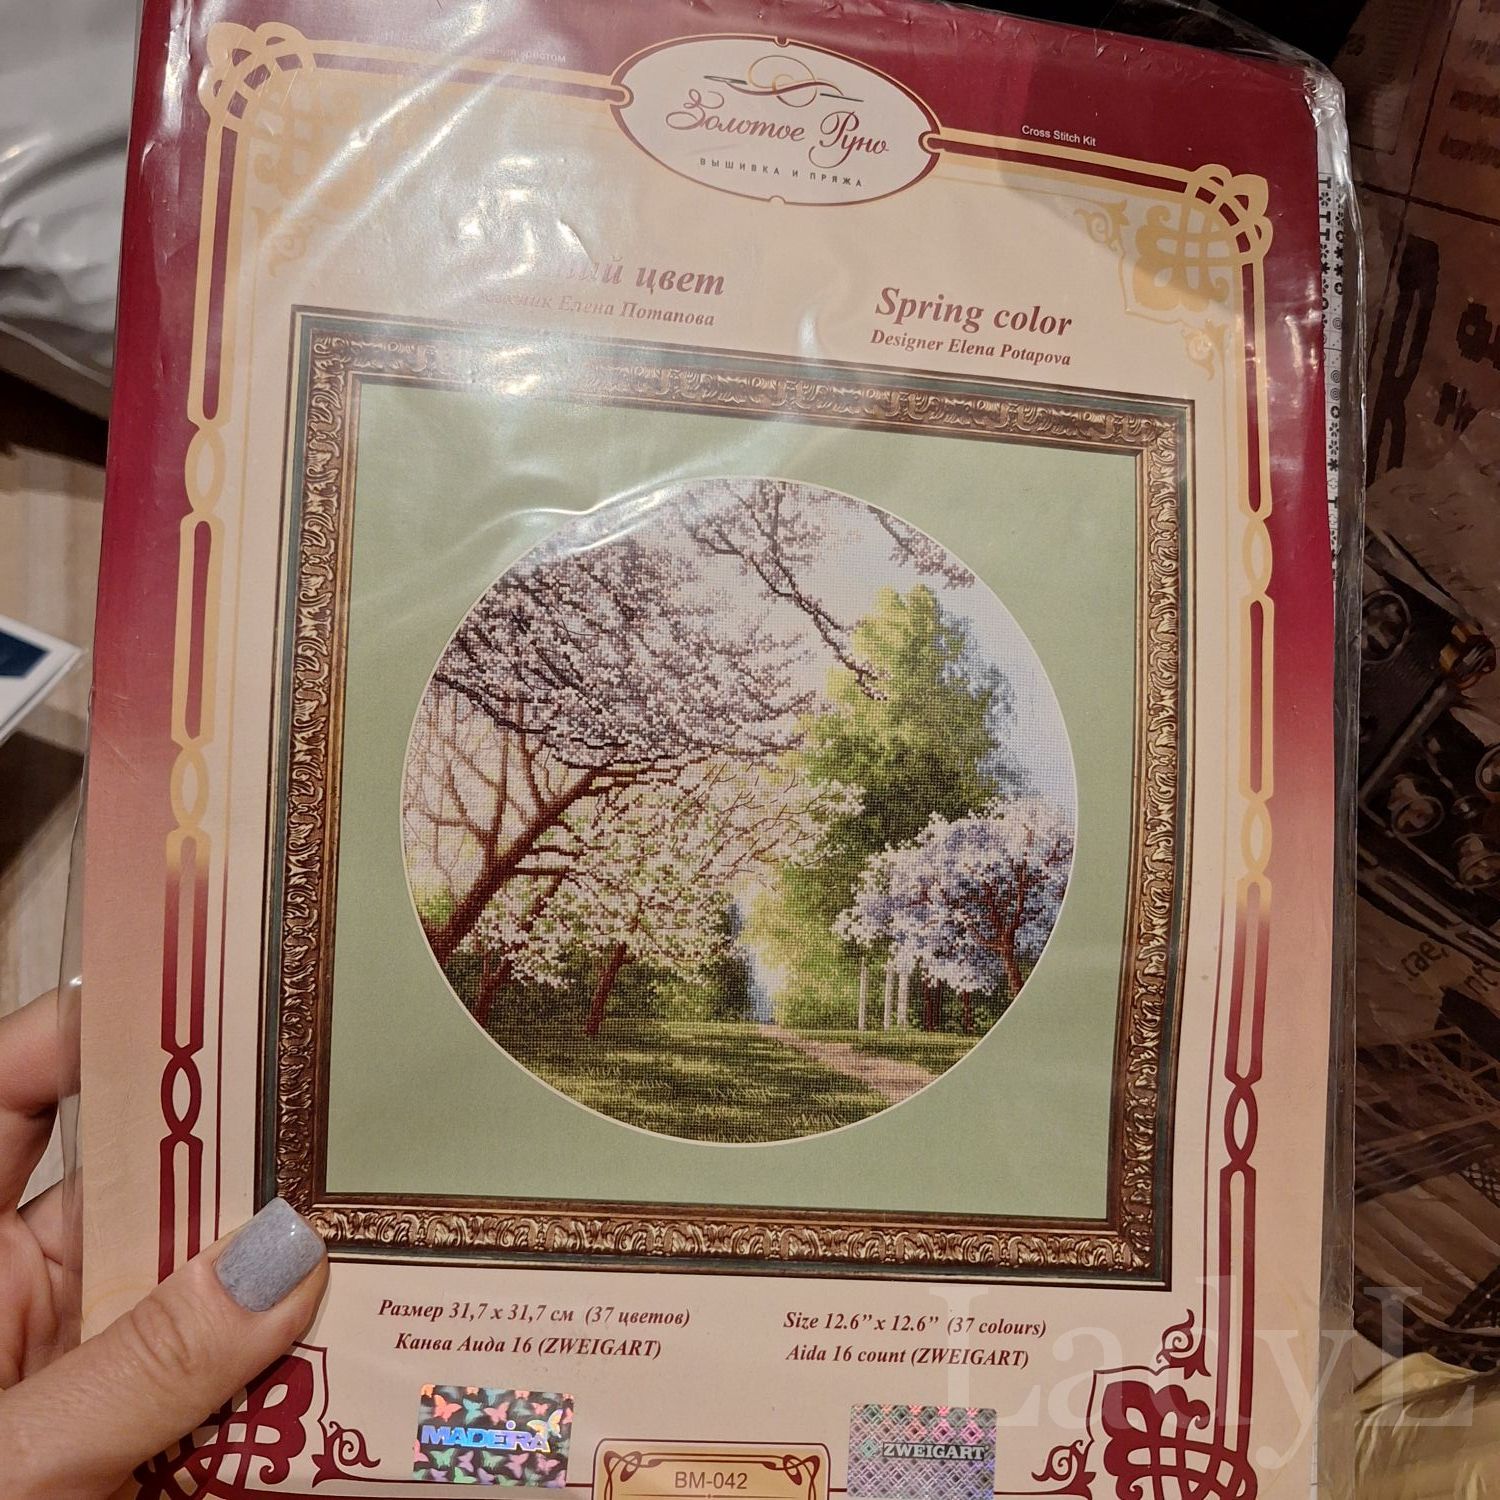 Золотое Руно
ВЫШИВКА И ПРЯЖА
Cross Stitch Kit
цвет
Елена Потапова
Spring color
Designer Elena Potapova
Размер 31,7 х 31,7 см (37 цветов)
Канва Аида 16 (ZWEIGART)
Size 12.6” x 12.6” (37 colours)
Aida 16 count (ZWEIGART)
MADEIRA
ZWEIGART
ВМ-042
LadyL